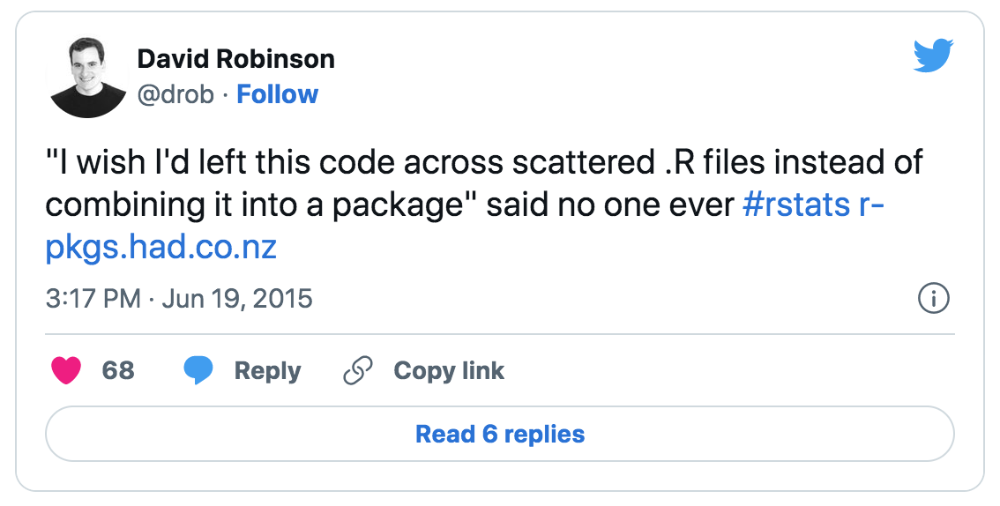 David Robinson
@drob · Follow
"I wish I'd left this code across scattered .R files instead of
combining it into a package" said no one ever #rstats r-
pkgs.had.co.nz
3:17 PM · Jun 19, 2015
68 Reply Copy link
Read 6 replies